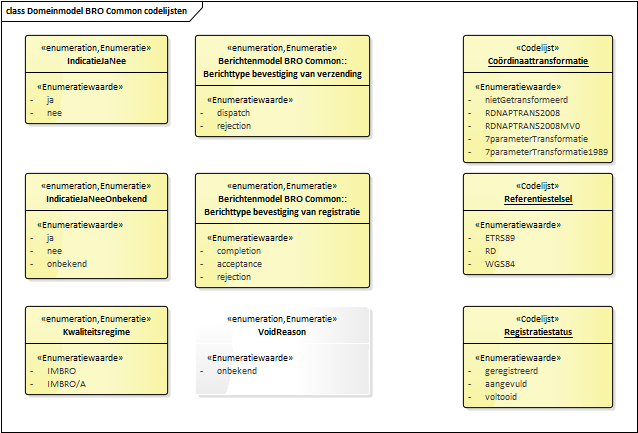 class Domeinmodel BRO Common codelijsten
«enumeration,Enumeratie»
IndicatieJaNee
«Enumeratiewaarde»
- ja
- nee
«enumeration,Enumeratie»
Berichtenmodel BRO Common::
Berichttype bevestiging van verzending
«Enumeratiewaarde»
- dispatch
- rejection
«Codelijst»
Coördinaattransformatie
«Enumeratiewaarde»
- nietGetransformeerd
- RDNAPTRANS2008
- RDNAPTRANS2008MV0
- 7parameterTransformatie
- 7parameterTransformatie1989
«enumeration,Enumeratie»
IndicatieJaNeeOnbekend
«Enumeratiewaarde»
- ja
- nee
- onbekend
«enumeration,Enumeratie»
Berichtenmodel BRO Common::
Berichttype bevestiging van registratie
«Enumeratiewaarde»
- completion
- acceptance
- rejection
«Codelijst»
Referentiestelsel
«Enumeratiewaarde»
- ETRS89
- RD
- WGS84
«enumeration,Enumeratie»
Kwaliteitsregime
«Enumeratiewaarde»
- IMBRO
- IMBRO/A
«enumeration,Enumeratie»
VoidReason
«Enumeratiewaarde»
- onbekend
«Codelijst»
Registratiestatus
«Enumeratiewaarde»
- geregistreerd
- aangevuld
- voltooid